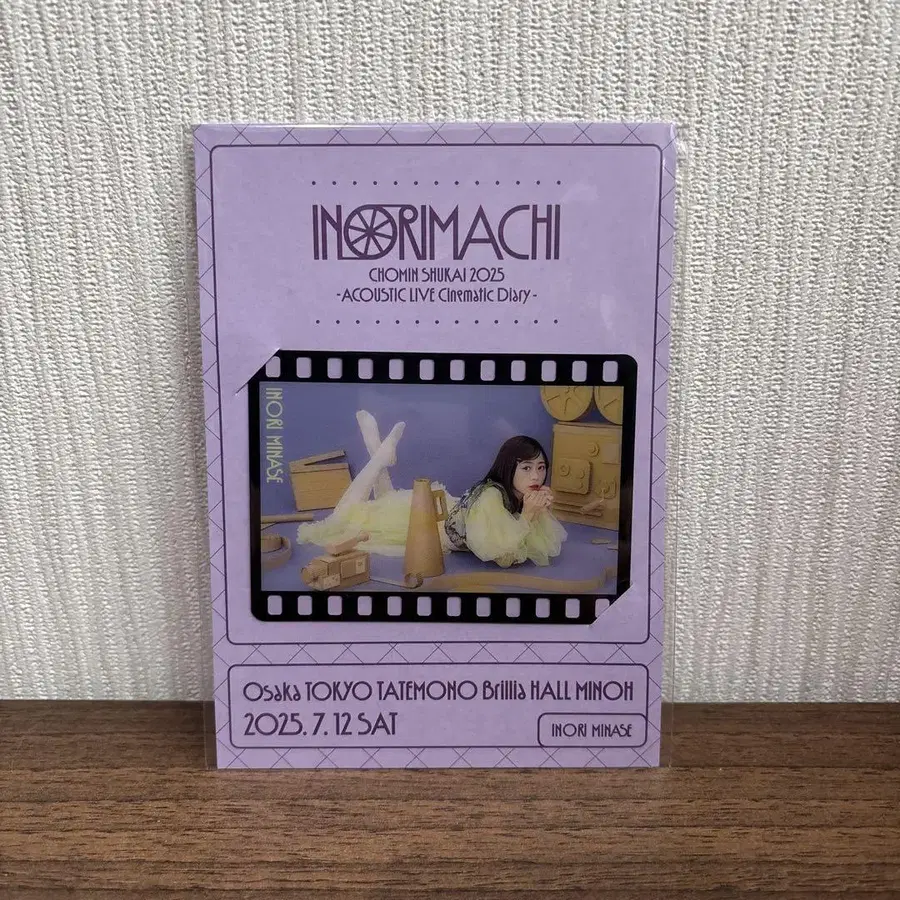 INORIMACHI
CHOMIN SHUKAI 2025
-ACOUSTIC LIVE Cinematic Diary-
INORI MINASE
Osaka TOKYO TATEMONO Brillia HALL MINOH
2025. 7. 12 SAT
INORI MINASE